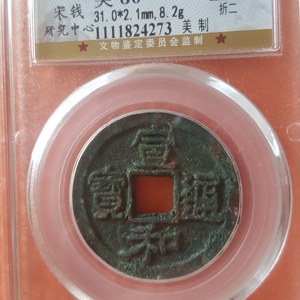 宋钱 31.0*2.1mm,8.2g 折二
研究中心 1111824273 美制
★ 文物鉴定委员会监制 ★
宣和通寳